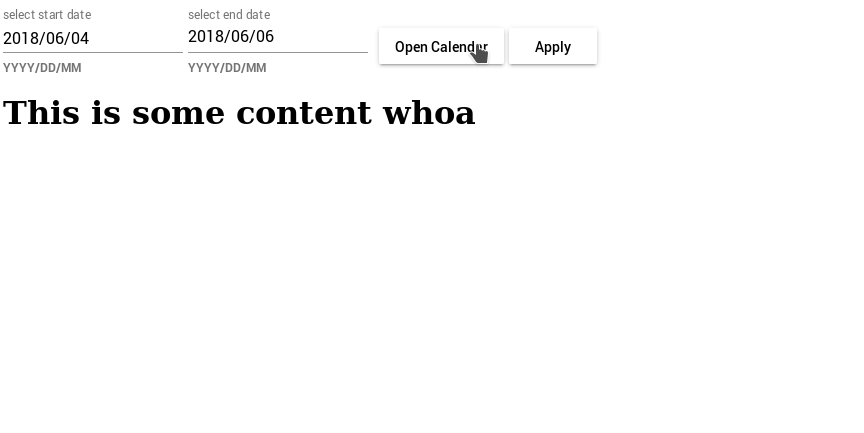 select start date
select end date
2018/06/04
2018/06/06
Open Calendar
Apply
YYYY/DD/MM
YYYY/DD/MM
This is some content whoa